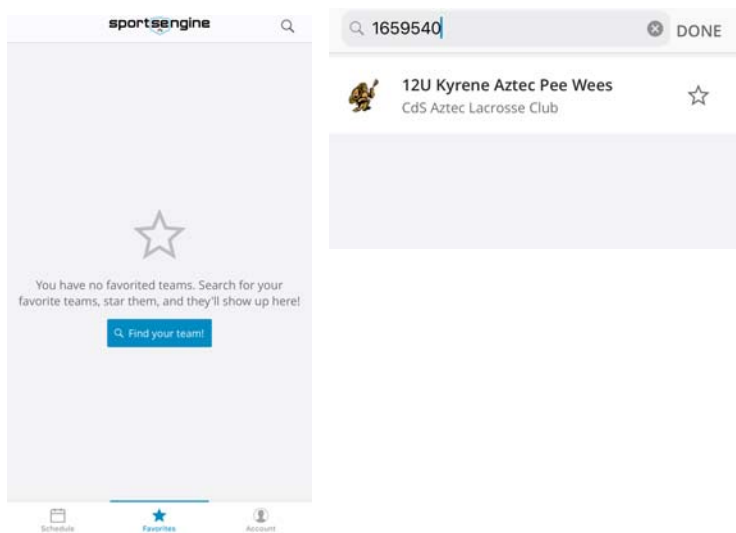 sportsengine
You have no favorited teams. Search for your
favorite teams, star them, and they'll show up here!
Find your team!
Schedule
Favorites
Account
1659540
DONE
12U Kyrene Aztec Pee Wees
CdS Aztec Lacrosse Club